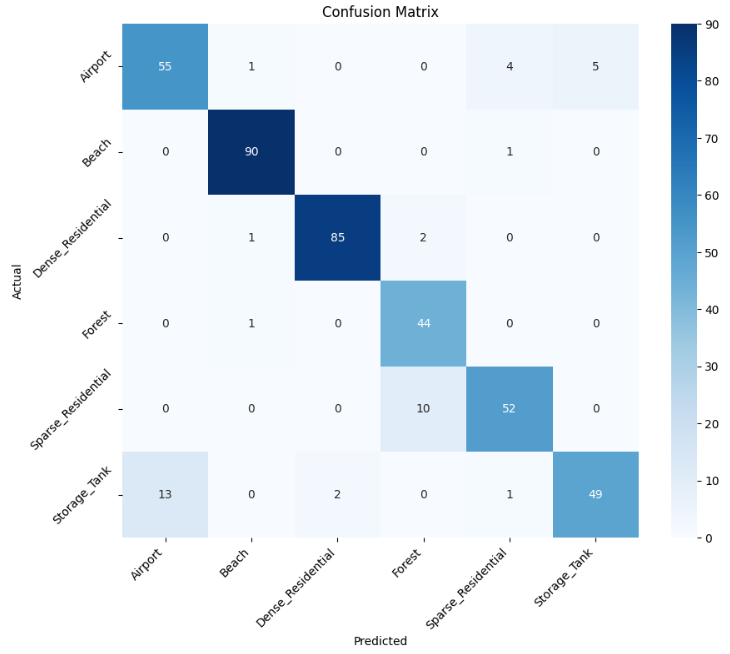 Confusion Matrix
Actual
Airport 55 1 0 0 4 5
Beach 0 90 0 0 1 0
Dense_Residential 0 1 85 2 0 0
Forest 0 1 0 44 0 0
Sparse_Residential 0 0 0 10 52 0
Storage_Tank 13 0 2 0 1 49
Airport Beach Dense_Residential Forest Sparse_Residential Storage_Tank
Predicted
90
80
70
60
50
40
30
20
10
0